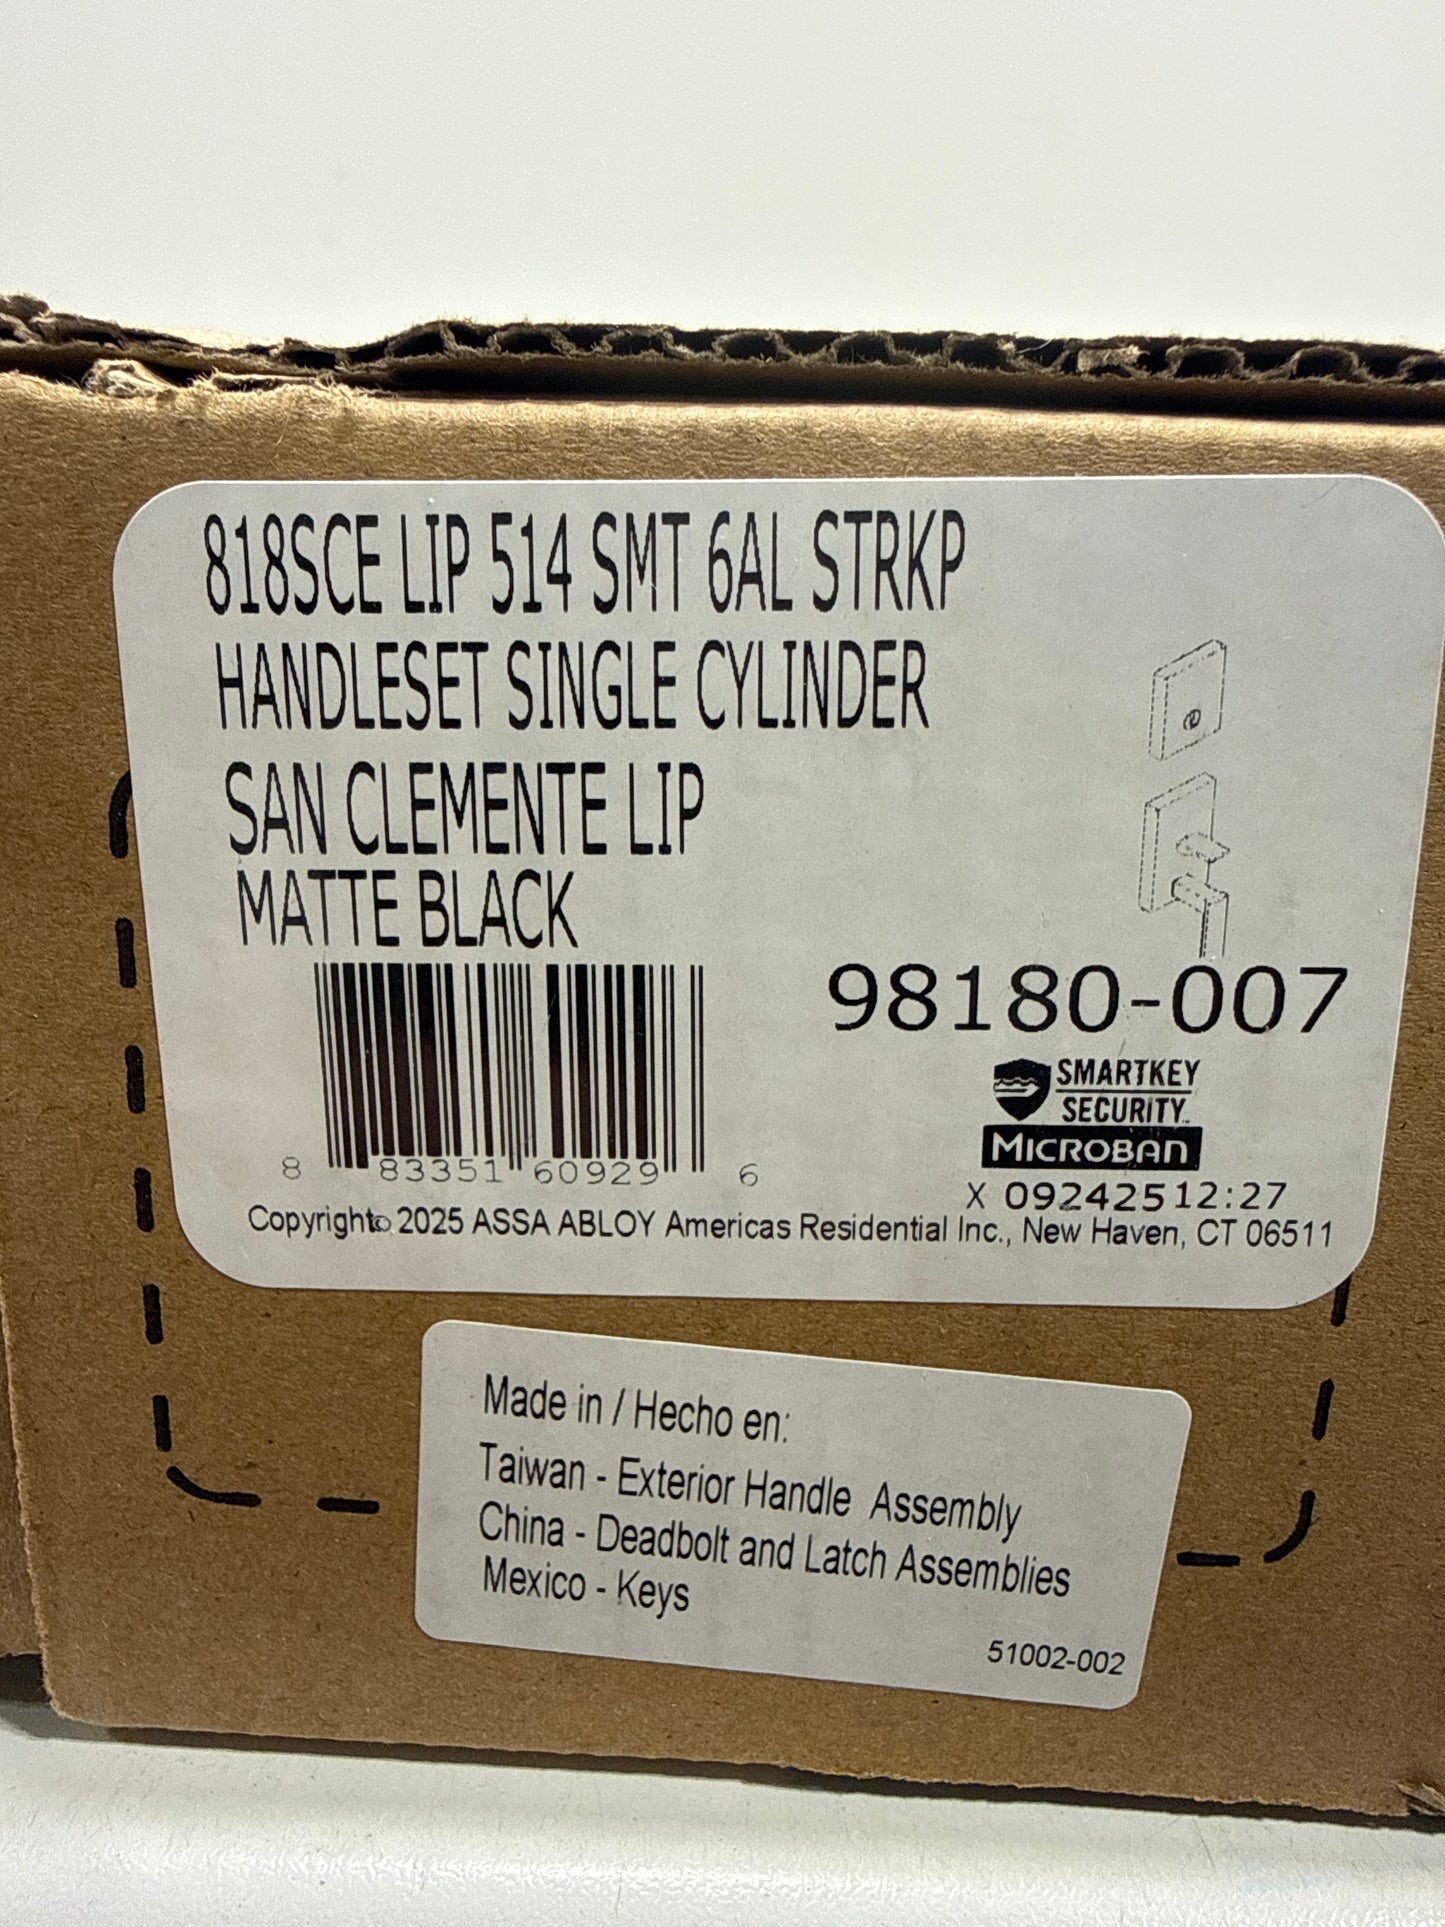 818SCE LIP 514 SMT 6AL STRKP
HANDLESET SINGLE CYLINDER
SAN CLEMENTE LIP
MATTE BLACK
98180-007
SMARTKEY
SECURITY™
MICROBAN
8 83351 60929 6
X 09242512:27
Copyright© 2025 ASSA ABLOY Americas Residential Inc., New Haven, CT 06511
Made in / Hecho en:
Taiwan - Exterior Handle Assembly
China - Deadbolt and Latch Assemblies
Mexico - Keys
51002-002